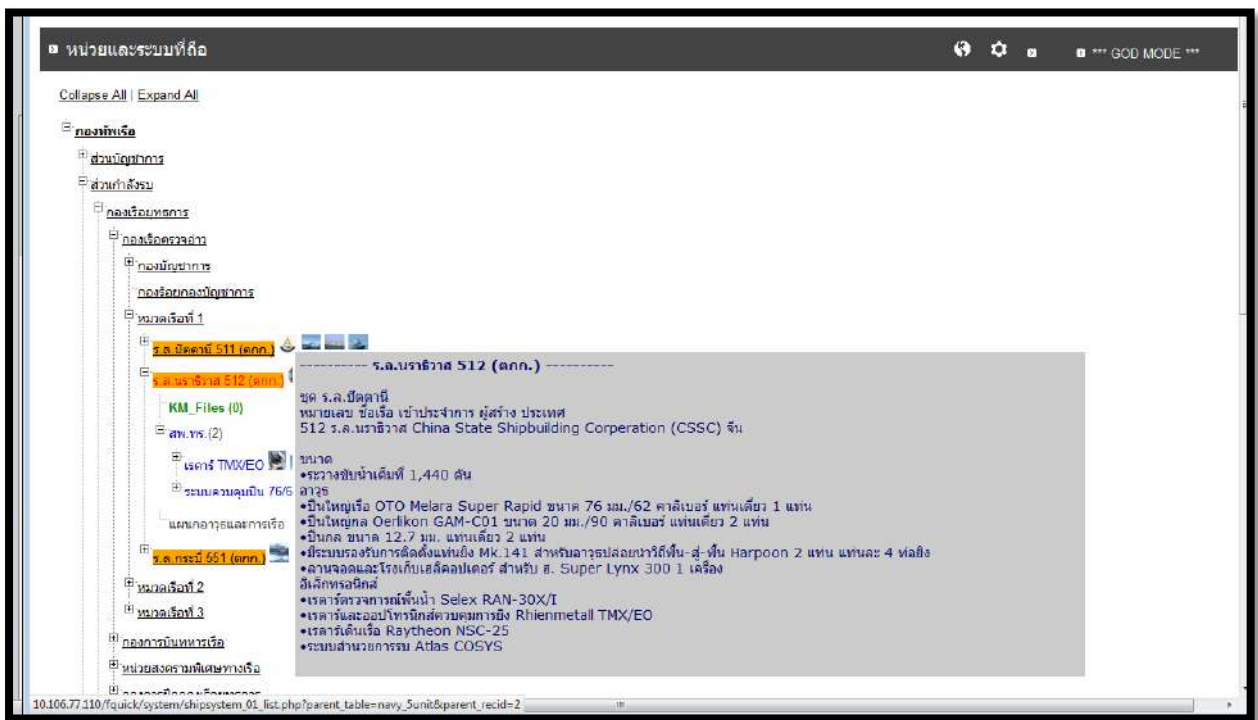 หน่วยและระบบที่ถือ
*** GOD MODE ***
Collapse All | Expand All
กองทัพเรือ
ส่วนบัญชาการ
ส่วนกำลังรบ
กองเรือยุทธการ
กองเรือตรวจอ่าว
กองบัญชาการ
กองร้อยกองบัญชาการ
หมวดเรือที่ 1
ร.ล.ปัตตานี 511 (ตกก.)
ร.ล.นราธิวาส 512 (ตกก.)
KM_Files (0)
สพ.ทร.(2)
เรดาร์ TMX/EO
ระบบควบคุมปืน 76/6
แผนกอาวุธและการเรือ
ร.ล.กระบี่ 551 (ตกก.)
หมวดเรือที่ 2
หมวดเรือที่ 3
กองการบินทหารเรือ
หน่วยสงครามพิเศษทางเรือ
---------- ร.ล.นราธิวาส 512 (ตกก.) ----------
ชุด ร.ล.ปัตตานี
หมายเลข ชื่อเรือ เข้าประจำการ ผู้สร้าง ประเทศ
512 ร.ล.นราธิวาส China State Shipbuilding Corperation (CSSC) จีน
ขนาด
•ระวางขับน้ำเต็มที่ 1,440 ตัน
อาวุธ
•ปืนใหญ่เรือ OTO Melara Super Rapid ขนาด 76 มม./62 คาลิเบอร์ แท่นเดี่ยว 1 แท่น
•ปืนใหญ่กล Oerlikon GAM-C01 ขนาด 20 มม./90 คาลิเบอร์ แท่นเดี่ยว 2 แท่น
•ปืนกล ขนาด 12.7 มม. แท่นเดี่ยว 2 แท่น
•มีระบบรองรับการติดตั้งแท่นยิง Mk.141 สำหรับอาวุธปล่อยนำวิถีพื้น-สู่-พื้น Harpoon 2 แท่น แท่นละ 4 ท่อยิง
•ลานจอดและโรงเก็บเฮลิคอปเตอร์ สำหรับ ฮ. Super Lynx 300 1 เครื่อง
อิเล็กทรอนิกส์
•เรดาร์ตรวจการณ์พื้นน้ำ Selex RAN-30X/I
•เรดาร์และออปโทรนิกส์ควบคุมการยิง Rhienmetall TMX/EO
•เรดาร์เดินเรือ Raytheon NSC-25
•ระบบอำนวยการรบ Atlas COSYS
10.106.77.110/fquick/system/shipsystem_01_list.php?parent_table=navy_5unit&parent_recid=2